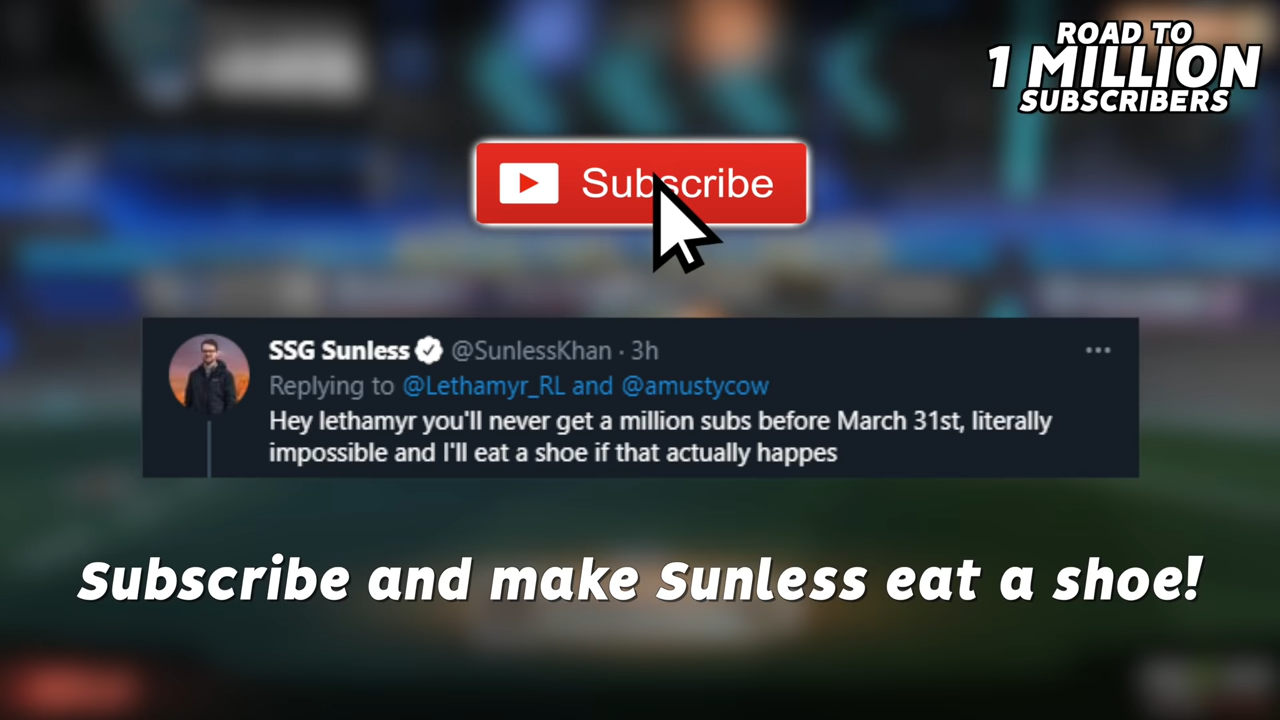 ROAD TO
1 MILLION
SUBSCRIBERS
Subscribe
SSG Sunless @SunlessKhan · 3h
Replying to @Lethamyr_RL and @amustycow
Hey lethamyr you'll never get a million subs before March 31st, literally
impossible and I'll eat a shoe if that actually happes
Subscribe and make Sunless eat a shoe!